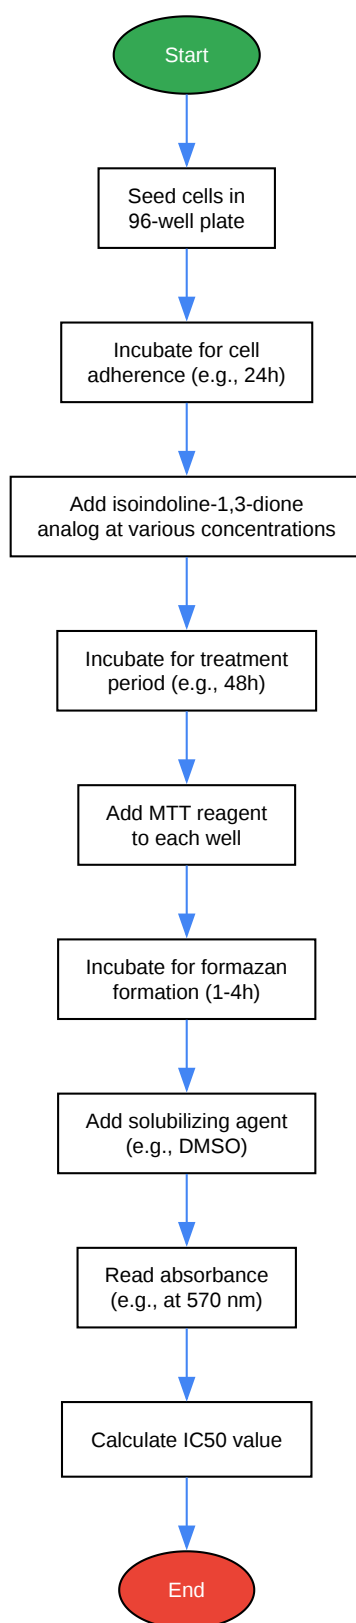 Start
Seed cells in
96-well plate
Incubate for cell
adherence (e.g., 24h)
Add isoindoline-1,3-dione
analog at various concentrations
Incubate for treatment
period (e.g., 48h)
Add MTT reagent
to each well
Incubate for formazan
formation (1-4h)
Add solubilizing agent
(e.g., DMSO)
Read absorbance
(e.g., at 570 nm)
Calculate IC50 value
End